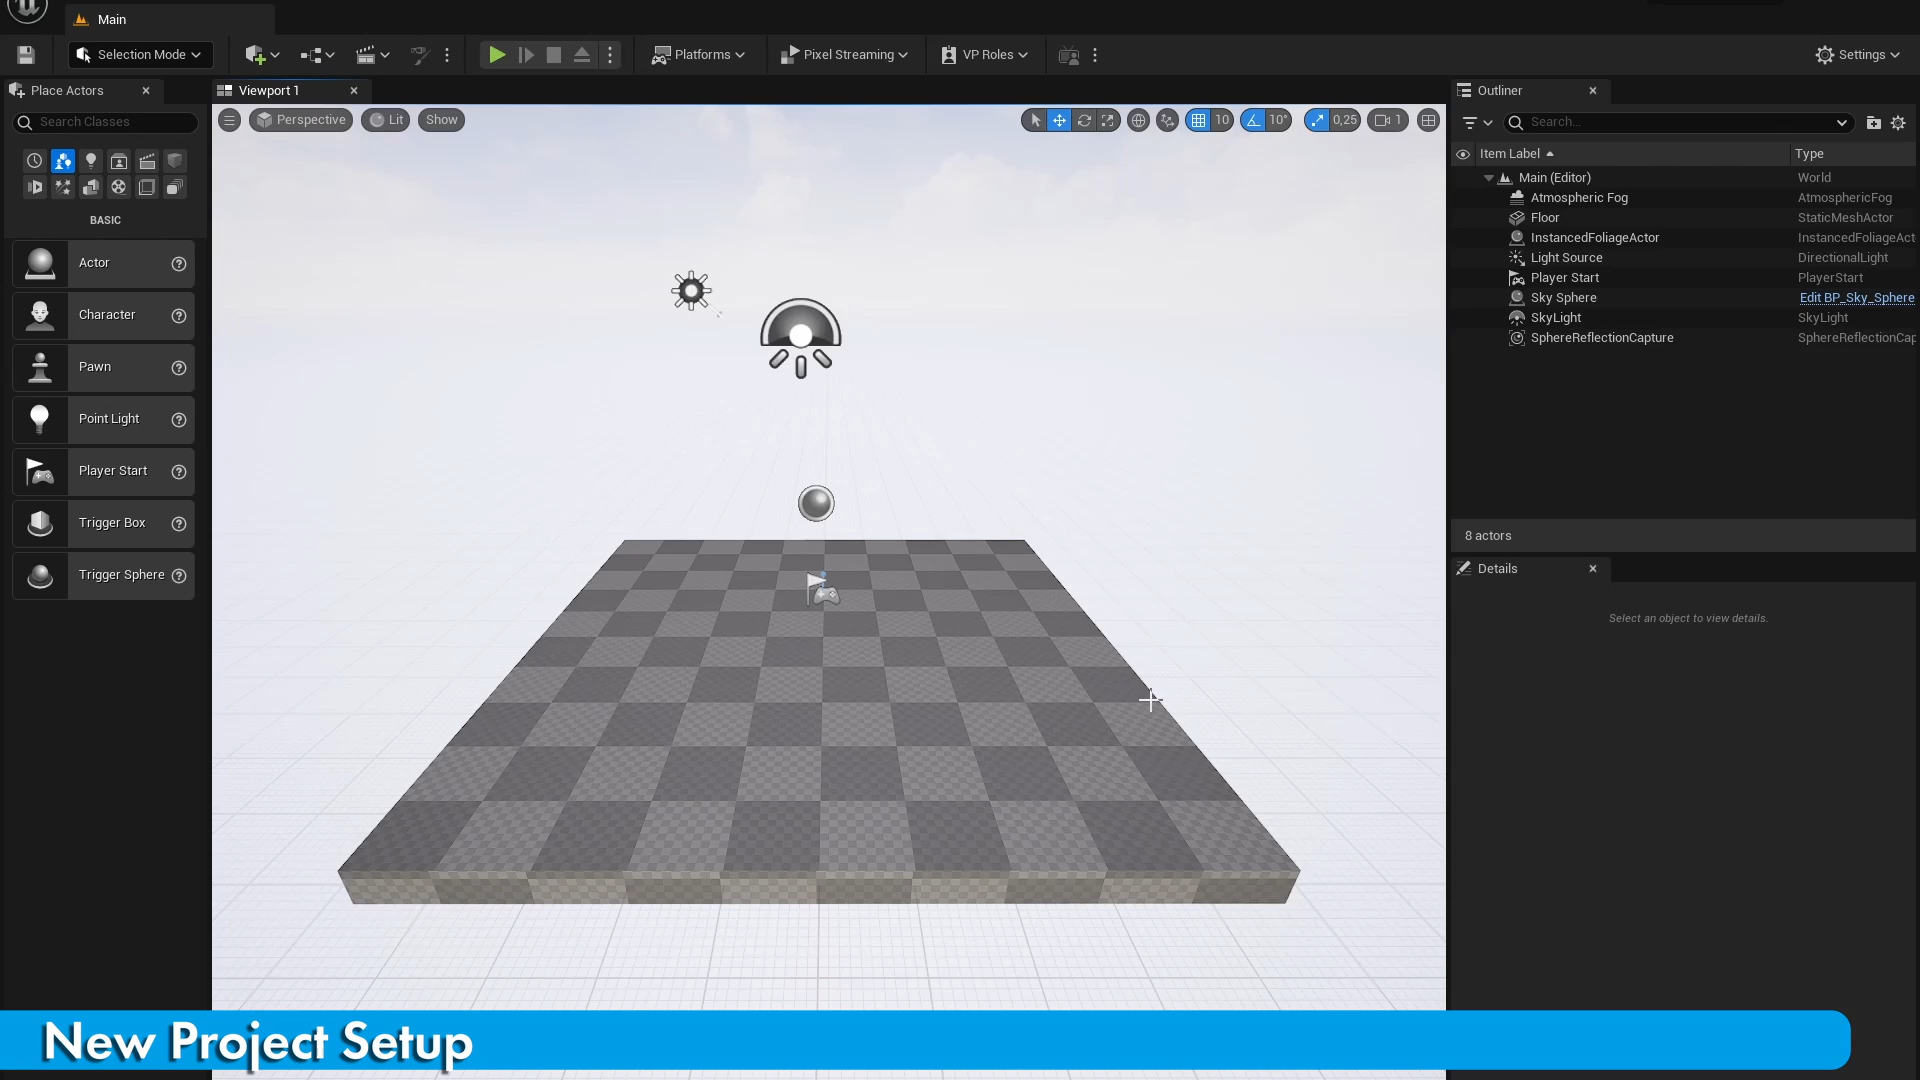 Main
Selection Mode
Platforms
Pixel Streaming
VP Roles
Settings
Place Actors
Viewport 1
Outliner
Search Classes
Perspective
Lit
Show
10
10°
0,25
1
Search...
Item Label
Type
Main (Editor)
World
Atmospheric Fog
AtmosphericFog
Floor
StaticMeshActor
InstancedFoliageActor
InstancedFoliageAct
Light Source
DirectionalLight
Player Start
PlayerStart
Sky Sphere
Edit BP_Sky_Sphere
SkyLight
SkyLight
SphereReflectionCapture
SphereReflectionCap
8 actors
Details
Select an object to view details.
BASIC
Actor
Character
Pawn
Point Light
Player Start
Trigger Box
Trigger Sphere
New Project Setup